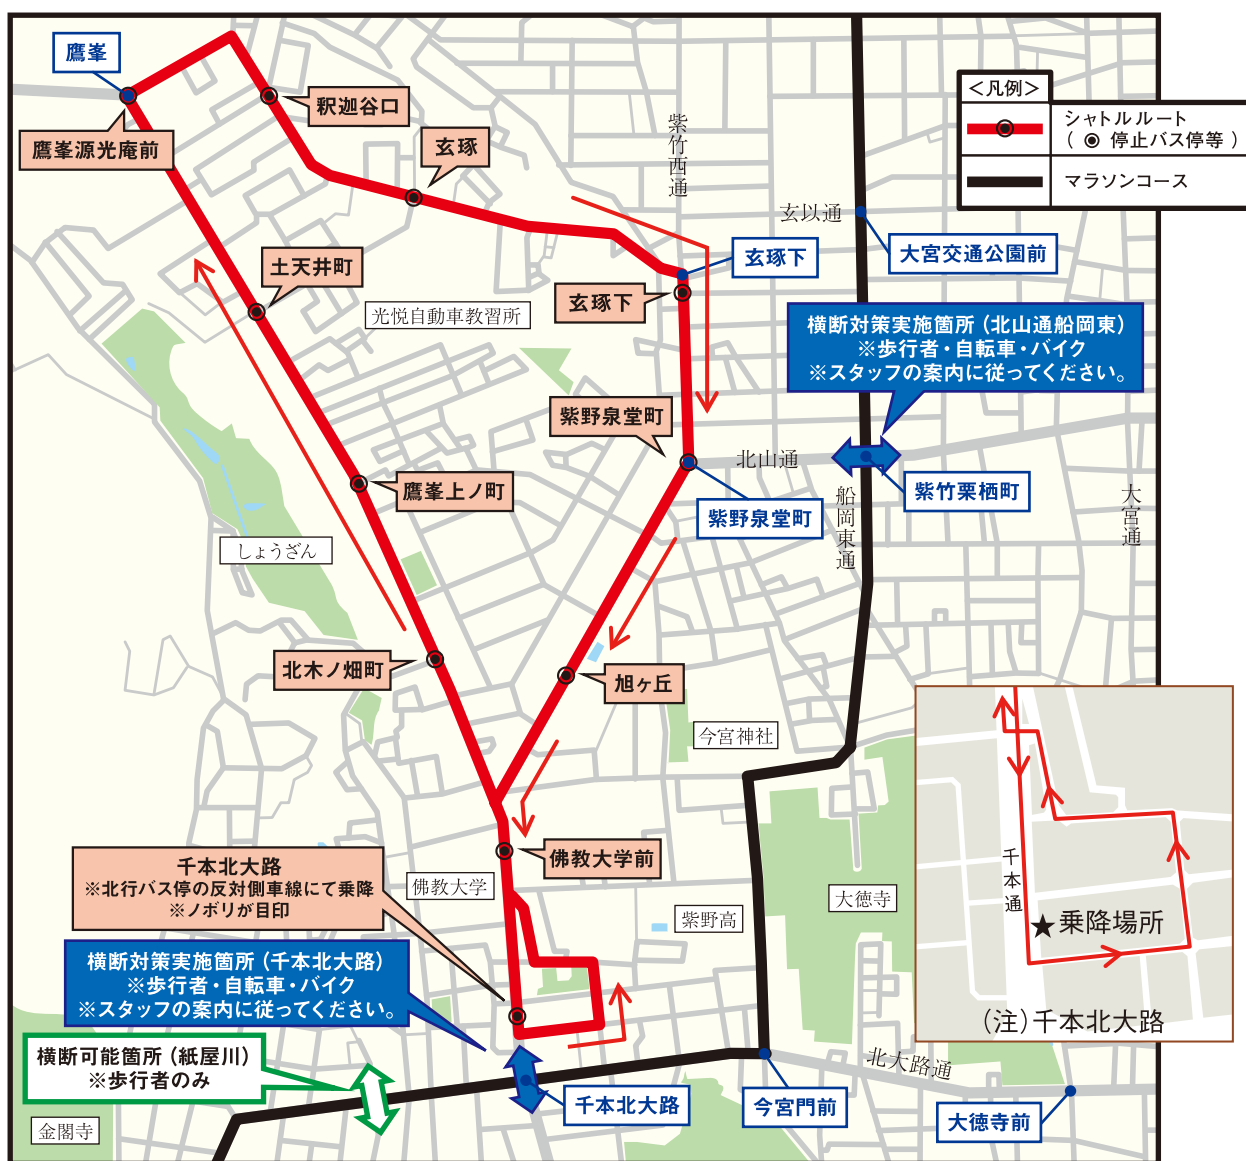 鷹峯
釈迦谷口
鷹峯源光庵前
玄琢
紫竹西通
＜凡例＞
シャトルルート
（ ◉ 停止バス停等 ）
マラソンコース
玄以通
大宮交通公園前
土天井町
玄琢下
玄琢下
光悦自動車教習所
横断対策実施箇所（北山通船岡東）
※歩行者・自転車・バイク
※スタッフの案内に従ってください。
紫野泉堂町
北山通
鷹峯上ノ町
紫野泉堂町
船岡東通
紫竹栗栖町
大宮通
しょうざん
北木ノ畑町
旭ヶ丘
今宮神社
佛教大学前
千本北大路
※北行バス停の反対側車線にて乗降
※ノボリが目印
佛教大学
紫野高
大徳寺
千本通
★乗降場所
（注）千本北大路
横断対策実施箇所（千本北大路）
※歩行者・自転車・バイク
※スタッフの案内に従ってください。
横断可能箇所（紙屋川）
※歩行者のみ
北大路通
千本北大路
今宮門前
大徳寺前
金閣寺